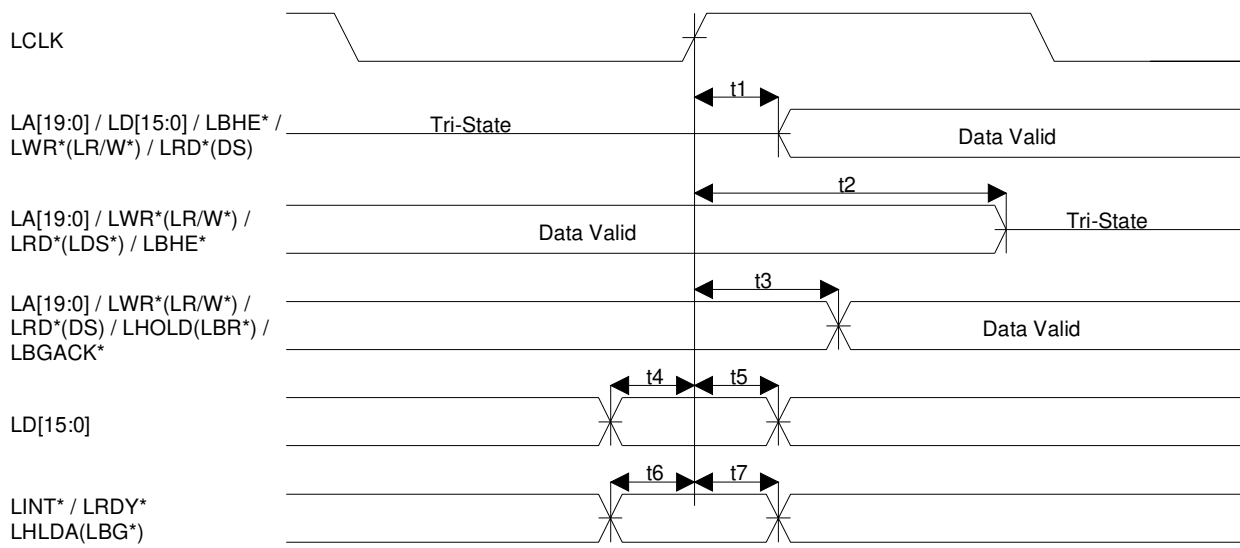 LCLK
t1
LA[19:0] / LD[15:0] / LBHE* /
LWR*(LR/W*) / LRD*(DS)
Tri-State
Data Valid
t2
LA[19:0] / LWR*(LR/W*) /
LRD*(LDS*) / LBHE*
Data Valid
Tri-State
t3
LA[19:0] / LWR*(LR/W*) /
LRD*(DS) / LHOLD(LBR*) /
LBGACK*
Data Valid
t4
t5
LD[15:0]
t6
t7
LINT* / LRDY*
LHLDA(LBG*)